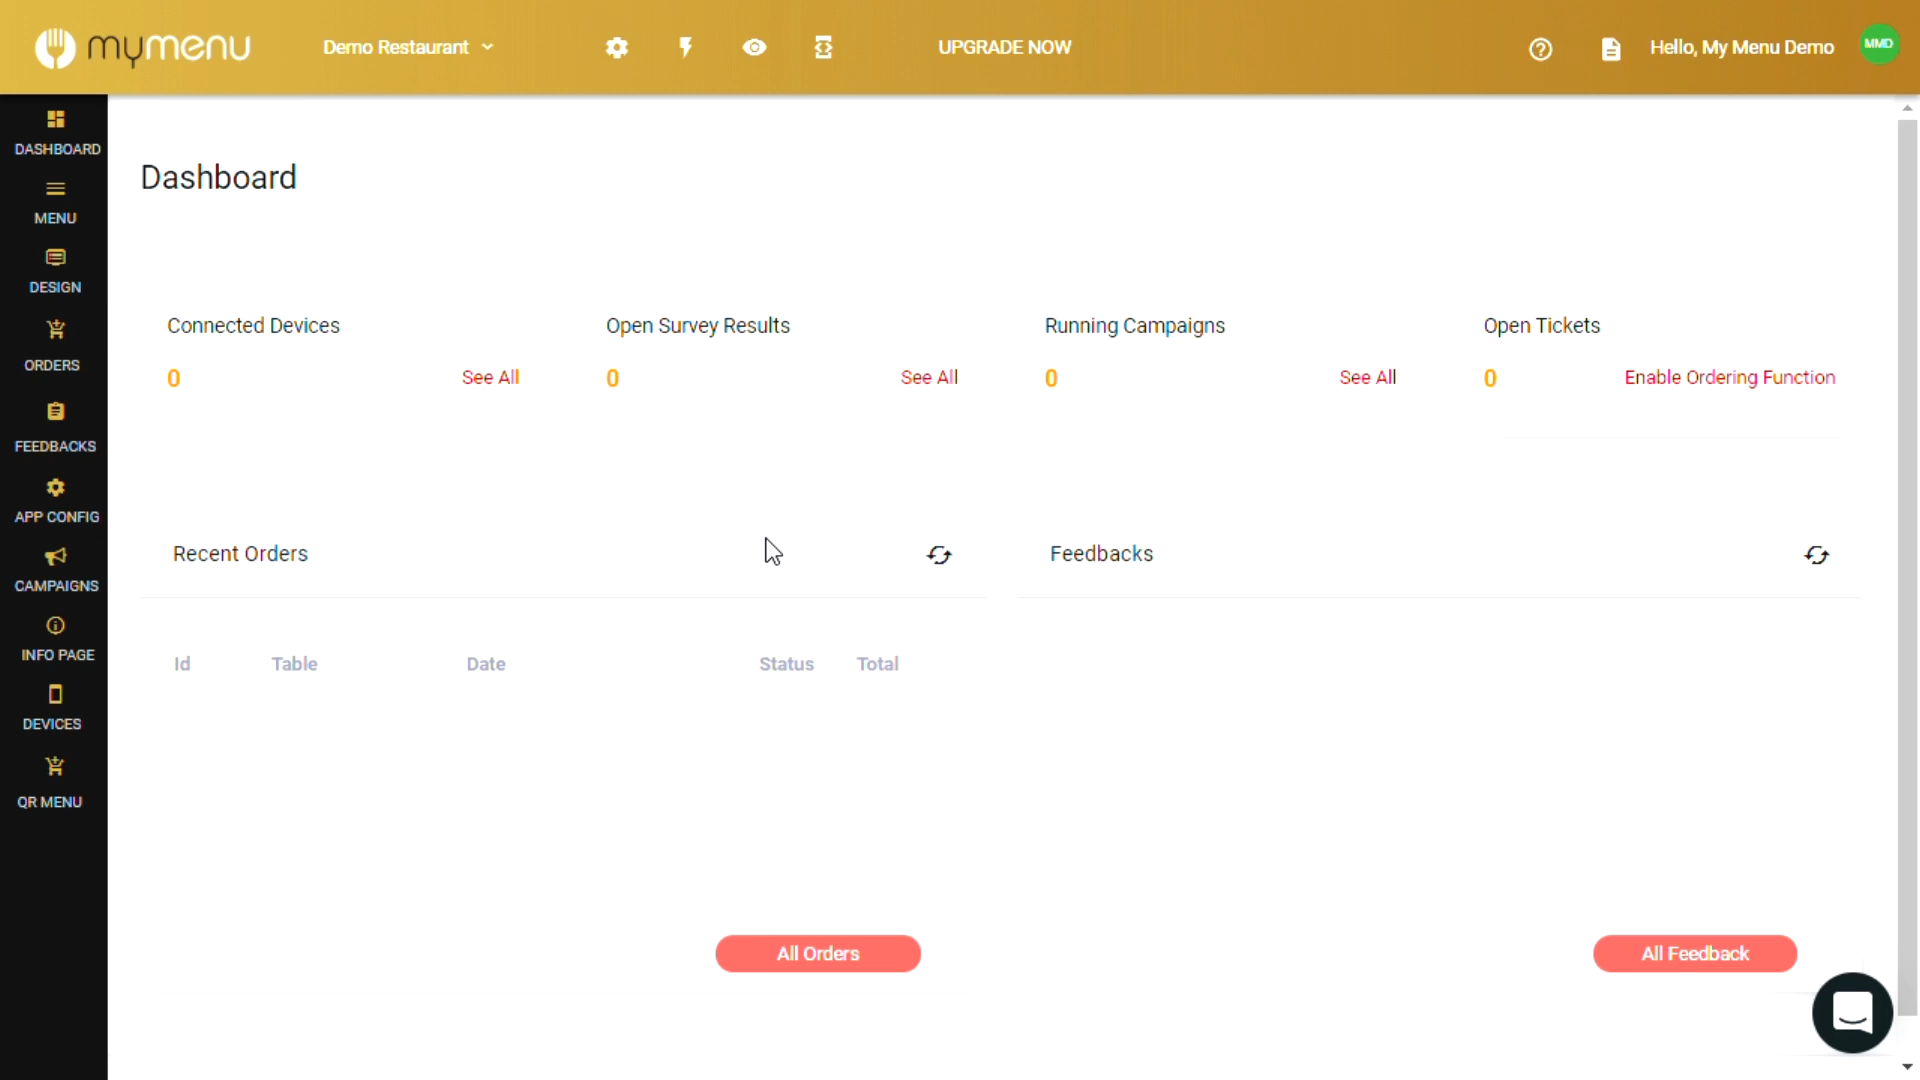 mymenu
Demo Restaurant
UPGRADE NOW
Hello, My Menu Demo
MMD
DASHBOARD
MENU
DESIGN
ORDERS
FEEDBACKS
APP CONFIG
CAMPAIGNS
INFO PAGE
DEVICES
QR MENU
Dashboard
Connected Devices
0 See All
Open Survey Results
0 See All
Running Campaigns
0 See All
Open Tickets
0 Enable Ordering Function
Recent Orders
Id Table Date Status Total
All Orders
Feedbacks
All Feedback